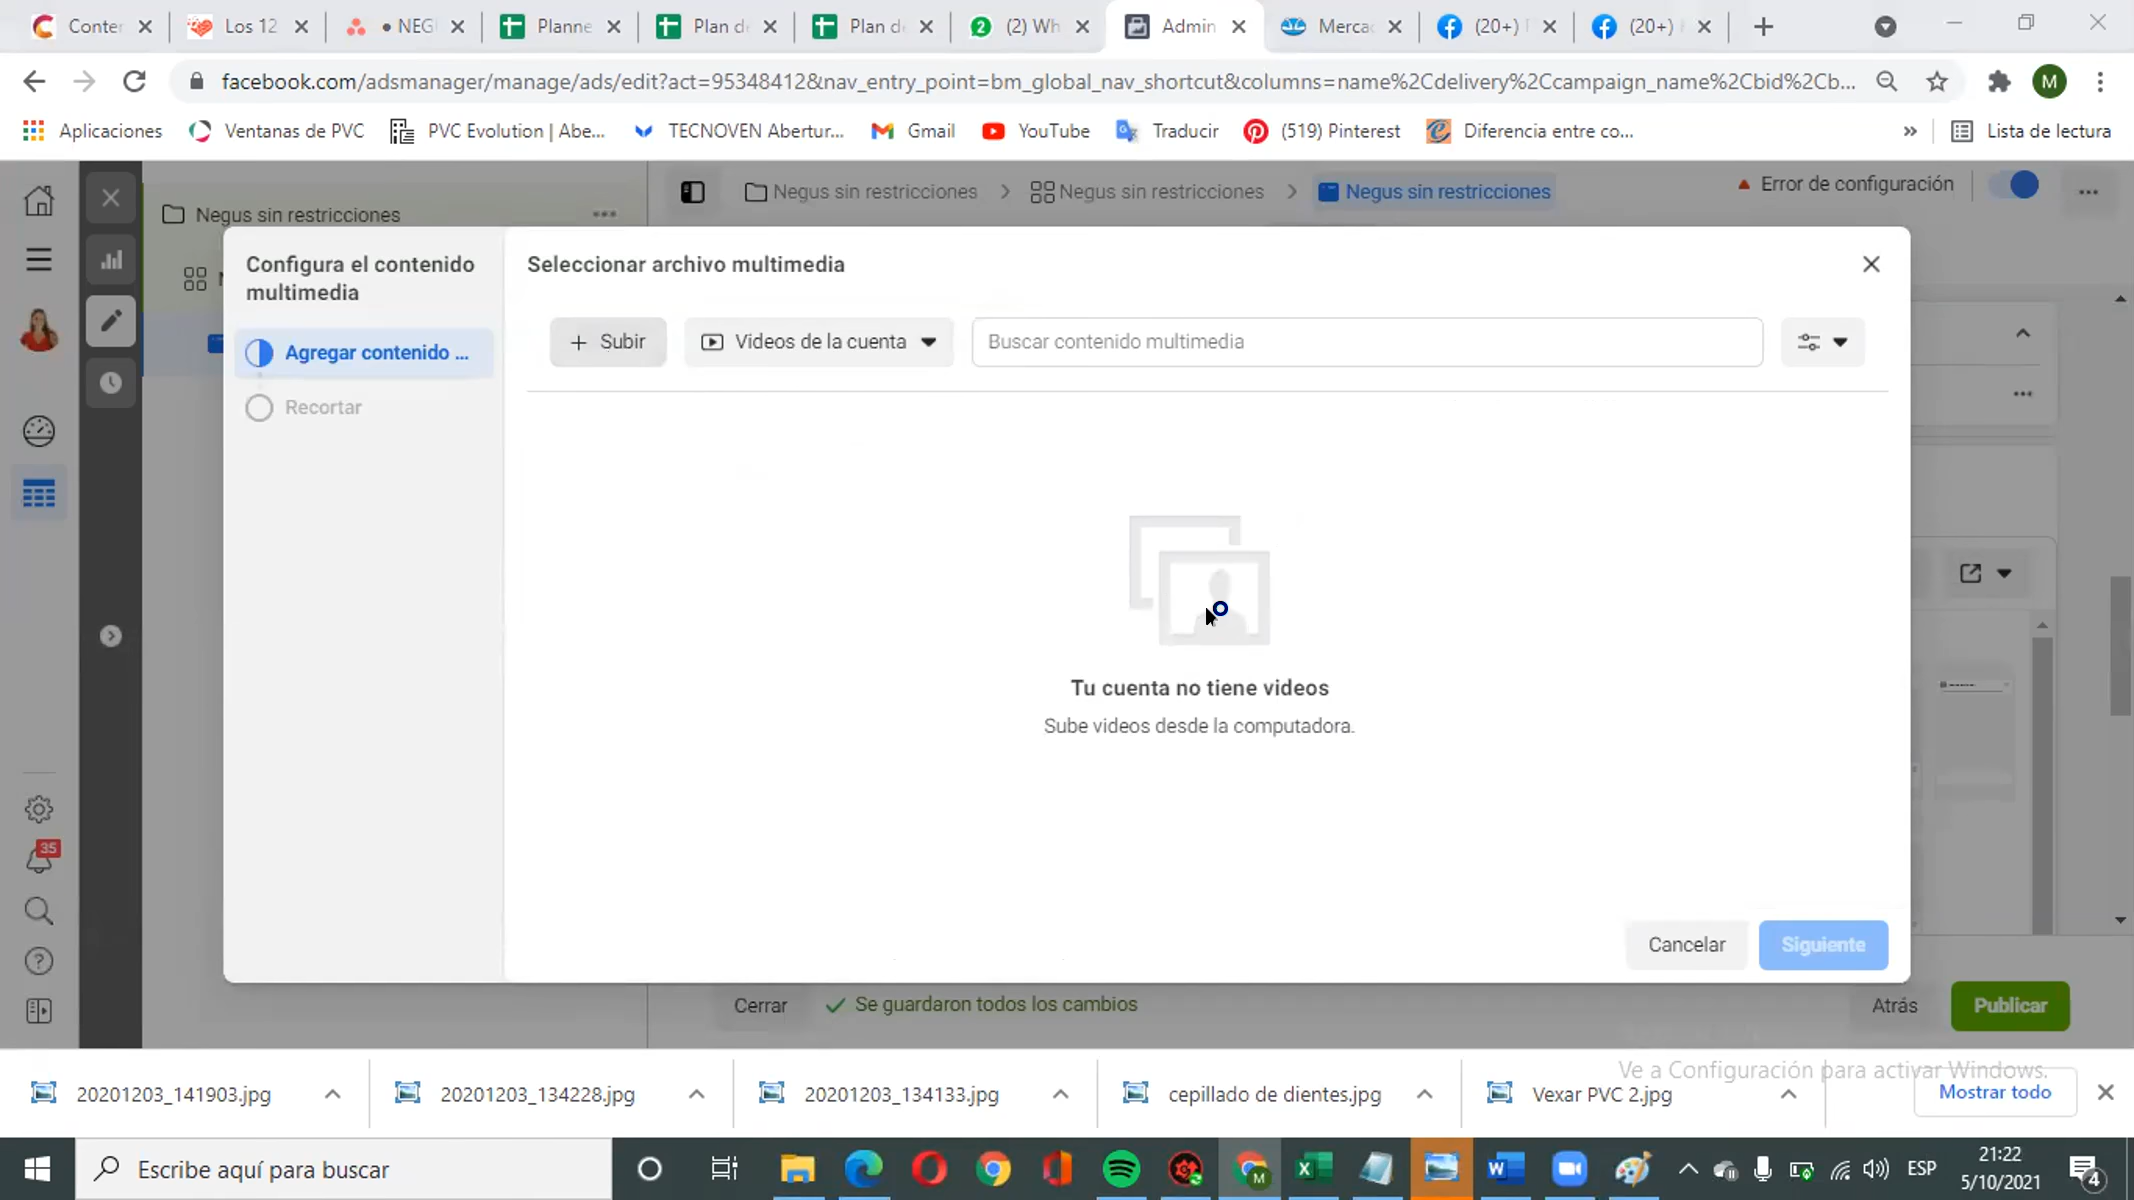 Conter
Los 12
• NEG
Planne
Plan de
Plan de
(2) Wh
Admin
Merca
(20+)
(20+)
facebook.com/adsmanager/manage/ads/edit?act=95348412&nav_entry_point=bm_global_nav_shortcut&columns=name%2Cdelivery%2Ccampaign_name%2Cbid%2Cb...
M
Aplicaciones
Ventanas de PVC
PVC Evolution | Abe...
TECNOVEN Abertur...
Gmail
YouTube
Traducir
(519) Pinterest
Diferencia entre co...
»
Lista de lectura
Negus sin restricciones
Negus sin restricciones
Negus sin restricciones
Negus sin restricciones
Error de configuración
Configura el contenido
multimedia
Agregar contenido ...
Recortar
Seleccionar archivo multimedia
+ Subir
Videos de la cuenta
Buscar contenido multimedia
Tu cuenta no tiene videos
Sube videos desde la computadora.
Cancelar
Siguiente
35
Cerrar
Se guardaron todos los cambios
Atrás
Publicar
Ve a Configuración para activar Windows.
20201203_141903.jpg
20201203_134228.jpg
20201203_134133.jpg
cepillado de dientes.jpg
Vexar PVC 2.jpg
Mostrar todo
Escribe aquí para buscar
ESP
21:22
5/10/2021
4